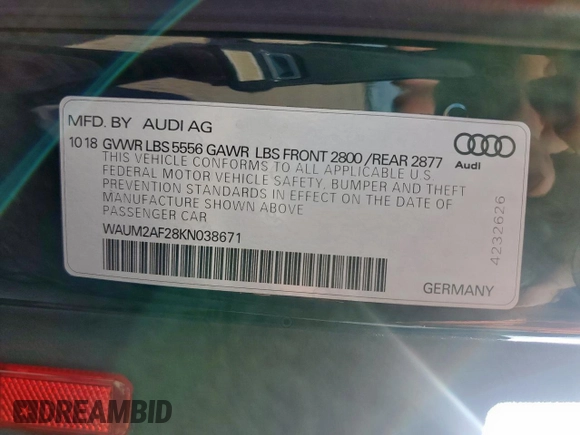 MFD. BY AUDI AG
10 18 GVWR LBS 5556 GAWR LBS FRONT 2800 / REAR 2877
THIS VEHICLE CONFORMS TO ALL APPLICABLE U.S
FEDERAL MOTOR VEHICLE SAFETY, BUMPER AND THEFT
PREVENTION STANDARDS IN EFFECT ON THE DATE OF
MANUFACTURE SHOWN ABOVE
PASSENGER CAR
WAUM2AF28KN038671
Audi
4232626
GERMANY
DREAMBID